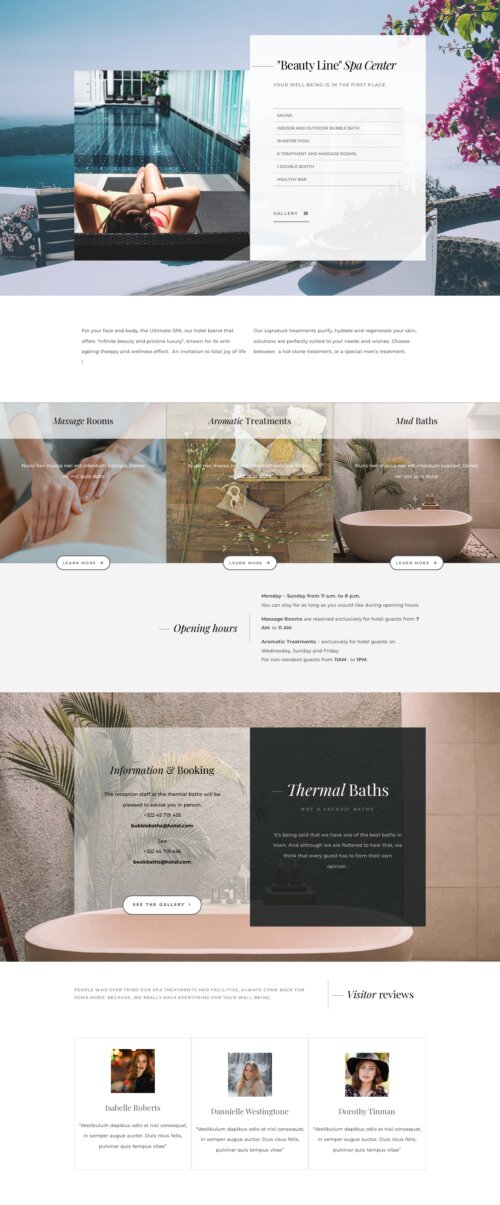 "Beauty Line" Spa Center
YOUR WELL BEING IS IN THE FIRST PLACE.
SAUNA
INDOOR AND OUTDOOR BUBBLE BATH
15-METRE POOL
6 TREATMENT AND MASSAGE ROOMS,
1 DOUBLE BOOTH
HEALTHY BAR
GALLERY
For your face and body, the Ultimate SPA, our hotel brand that
offers "infinite beauty and pristine luxury", known for its anti-
ageing therapy and wellness effect. An invitation to total joy of life
!
Our signature treatments purify, hydrate and regenerate your skin,
solutions are perfectly suited to your needs and wishes. Choose
between a hot stone treatment, or a special men's treatment.
Massage Rooms
Nunc nec massa nec est interdum suscipit. Donec
vel orci quis dolor
LEARN MORE
Aromatic Treatments
Nunc nec massa nec est interdum suscipit. Donec
vel orci quis dolor
LEARN MORE
Mud Baths
Nunc nec massa nec est interdum suscipit. Donec
vel orci quis dolor
LEARN MORE
Opening hours
Monday – Sunday from 11 a.m. to 8 p.m.
You can stay for as long as you would like during opening hours
Massage Rooms are reserved exclusively for hotel guests from 7
AM. to 11 AM
Aromatic Treatments – exclusively for hotel guests on
Wednesday, Sunday and Friday
For non-resident guests from 11AM . to 1PM.
Information & Booking
The reception staff at the thermal baths will be
pleased to advise you in person.
+322 45 719 455
bubblebaths@hotel.com
Spa:
+322 45 719 456
bookbaths@hotel.com
SEE THE GALLERY
Thermal Baths
NOT A JACUZZI BATHS
It's being said that we have one of the best baths in
town. And although we are flattered to hear that, we
think that every guest has to form their own
opinion.
PEOPLE WHO EVER TRIED OUR SPA TREATMENTS AND FACILITIES, ALWAYS COME BACK FOR
SOME MORE. BECAUSE, WE REALLY HAVE EVERYTHING FOR YOUR WELL-BEING.
Visitor reviews
Isabelle Roberts
"Vestibulum dapibus odio at nisl consequat,
in semper augue auctor. Duis risus felis,
pulvinar quis tempus vitae"
Dannielle Westingtone
"Vestibulum dapibus odio at nisl consequat,
in semper augue auctor. Duis risus felis,
pulvinar quis tempus vitae"
Dorothy Tinman
"Vestibulum dapibus odio at nisl consequat,
in semper augue auctor. Duis risus felis,
pulvinar quis tempus vitae"